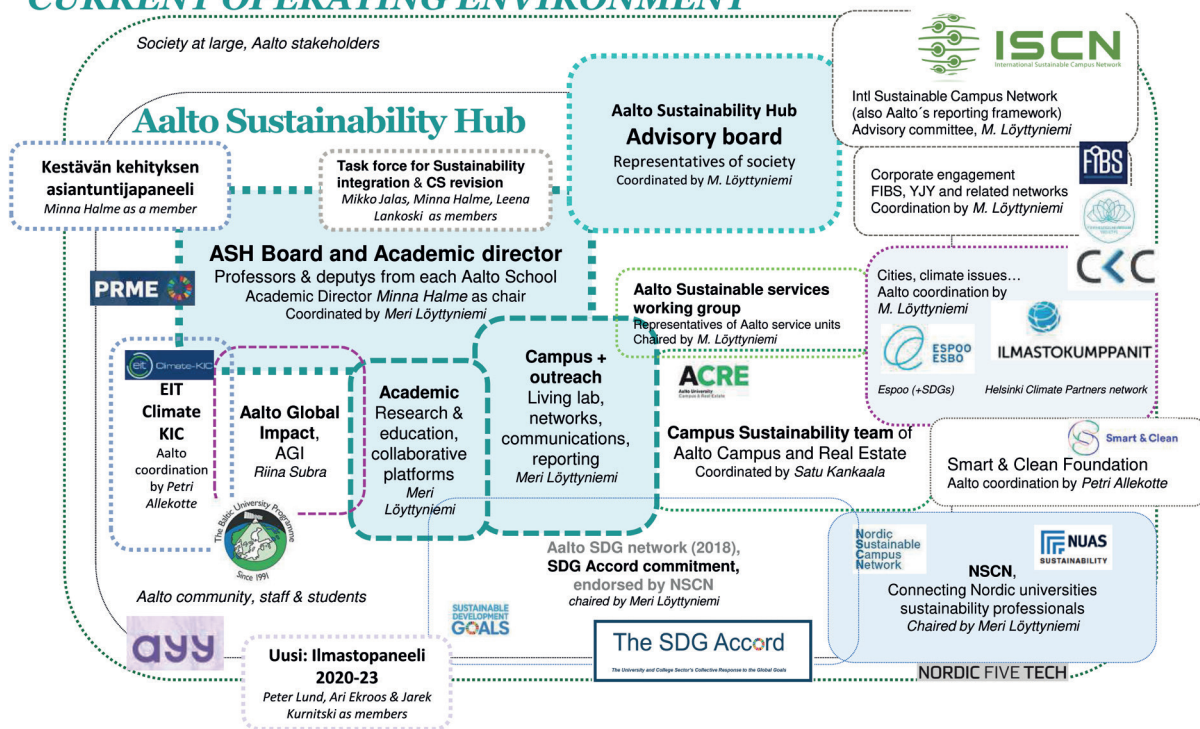 CURRENT OPERATING ENVIRONMENT
Society at large, Aalto stakeholders
ISCN
International Sustainable Campus Network
Intl Sustainable Campus Network
(also Aalto´s reporting framework)
Advisory committee, M. Löyttyniemi
Aalto Sustainability Hub
Aalto Sustainability Hub
Advisory board
Representatives of society
Coordinated by M. Löyttyniemi
Kestävän kehityksen
asiantuntijapaneeli
Minna Halme as a member
Task force for Sustainability
integration & CS revision
Mikko Jalas, Minna Halme, Leena
Lankoski as members
FIBS
Corporate engagement
FIBS, YJY and related networks
Coordination by M. Löyttyniemi
ASH Board and Academic director
Professors & deputys from each Aalto School
Academic Director Minna Halme as chair
Coordinated by Meri Löyttyniemi
PRME
CKC
Cities, climate issues…
Aalto coordination by
M. Löyttyniemi
ESPOO
ESBO
ILMASTOKUMPPANIT
Espoo (+SDGs)
Helsinki Climate Partners network
Aalto Sustainable services
working group
Representatives of Aalto service units
Chaired by M. Löyttyniemi
eit Climate-KIC
EIT
Climate
KIC
Aalto
coordination
by Petri
Allekotte
Aalto Global
Impact,
AGI
Riina Subra
Academic
Research &
education,
collaborative
platforms
Meri
Löyttyniemi
Campus +
outreach
Living lab,
networks,
communications,
reporting
Meri Löyttyniemi
ACRE
Aalto University
Campus & Real Estate
Campus Sustainability team of
Aalto Campus and Real Estate
Coordinated by Satu Kankaala
Smart & Clean
Smart & Clean Foundation
Aalto coordination by Petri Allekotte
The Baltic University Programme
Since 1991
Aalto community, staff & students
Aalto SDG network (2018),
SDG Accord commitment,
endorsed by NSCN
chaired by Meri Löyttyniemi
Nordic
Sustainable
Campus
Network
NUAS
SUSTAINABILITY
NSCN,
Connecting Nordic universities
sustainability professionals
Chaired by Meri Löyttyniemi
SUSTAINABLE
DEVELOPMENT
GOALS
ayy
Uusi: Ilmastopaneeli
2020-23
Peter Lund, Ari Ekroos & Jarek
Kurnitski as members
The SDG Accord
The University and College Sector's Collective Response to the Global Goals
NORDIC FIVE TECH